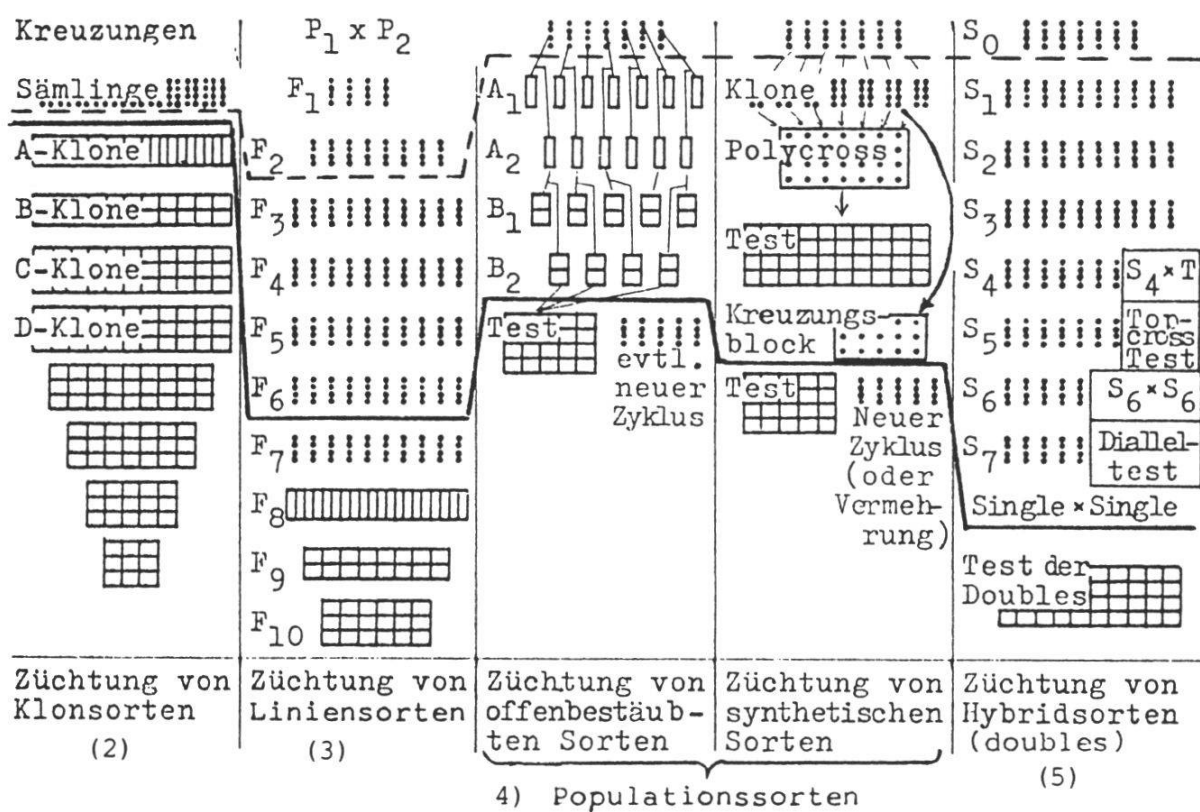 Kreuzungen
Sämlinge
A-Klone
B-Klone
C-Klone
D-Klone
Züchtung von
Klonsorten
(2)
P1 x P2
F1
F2
F3
F4
F5
F6
F7
F8
F9
F10
Züchtung von
Liniensorten
(3)
A1
A2
B1
B2
Test
evtl.
neuer
Zyklus
Züchtung von
offenbestäub-
ten Sorten
Klone
Polycross
Test
Kreuzungs-
block
Test
Neuer
Zyklus
(oder
Vermeh-
rung)
Züchtung von
synthetischen
Sorten
4) Populationssorten
S0
S1
S2
S3
S4
S4 × T
S5
Top-
cross
Test
S6
S6 × S6
S7
Diallel-
test
Single × Single
Test der
Doubles
Züchtung von
Hybridsorten
(doubles)
(5)